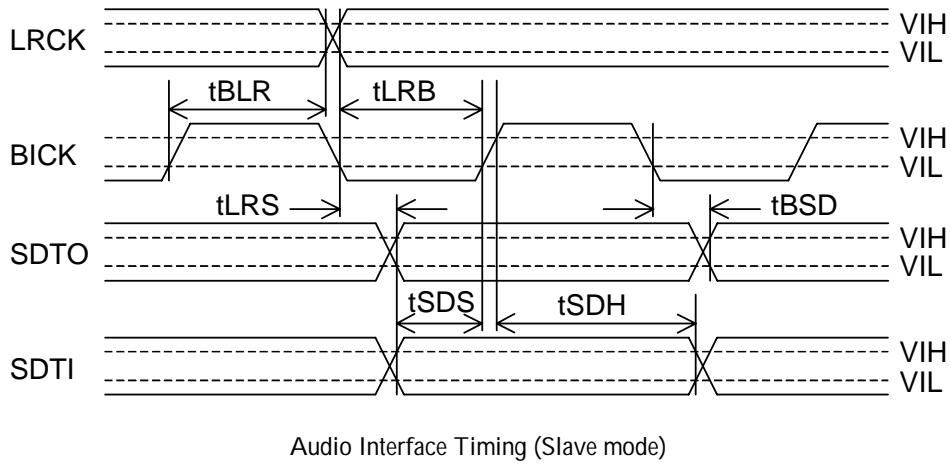 LRCK
VIH
VIL
tBLR
tLRB
BICK
VIH
VIL
tLRS
tBSD
SDTO
VIH
VIL
tSDS
tSDH
SDTI
VIH
VIL
Audio Interface Timing (Slave mode)